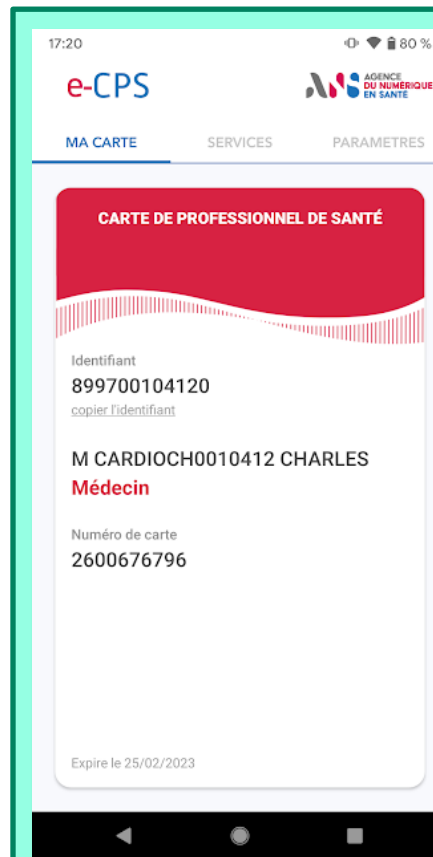 17:20
80 %
e-CPS
ANS AGENCE
DU NUMÉRIQUE
EN SANTÉ
MA CARTE SERVICES PARAMETRES
CARTE DE PROFESSIONNEL DE SANTÉ
Identifiant
899700104120
copier l'identifiant
M CARDIOCH0010412 CHARLES
Médecin
Numéro de carte
2600676796
Expire le 25/02/2023